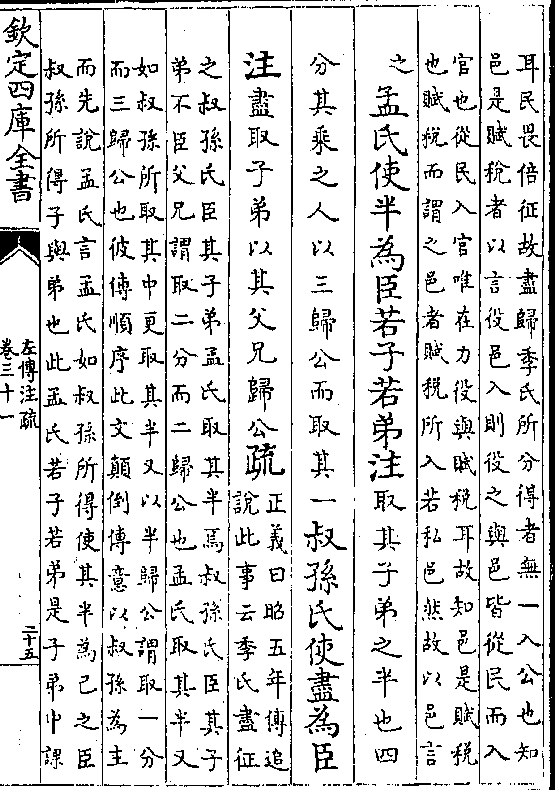 耳民畏倍征故盡歸季氏所分得者無一入公也知
邑是賦稅者以言役邑入則役之與邑皆從民而入
官也從民入官唯在力役與賦稅耳故知邑是賦稅
也賦稅而謂之邑者賦稅所入若私邑然故以邑言
之
孟氏使半為臣若子若弟注取其子弟之半也四
分其乘之人以三歸公而取其一叔孫氏使盡為臣
注盡取子弟以其父兄歸公疏
正義曰昭五年傳追
說此事云季氏盡征
之叔孫氏臣其子弟孟氏取其半焉叔孫氏臣其子
弟不臣父兄謂取二分而二歸公也孟氏取其半又
如叔孫所取其中更取其半又以半歸公謂取一分
而三歸公也彼傳順序此文顛倒傳意以叔孫為主
而先說孟氏言孟氏如叔孫所得使其半為己之臣
叔孫所得子與弟也此孟氏若子若弟是子弟中課
欽定四庫全書
左傳注疏
卷三十一
二十五